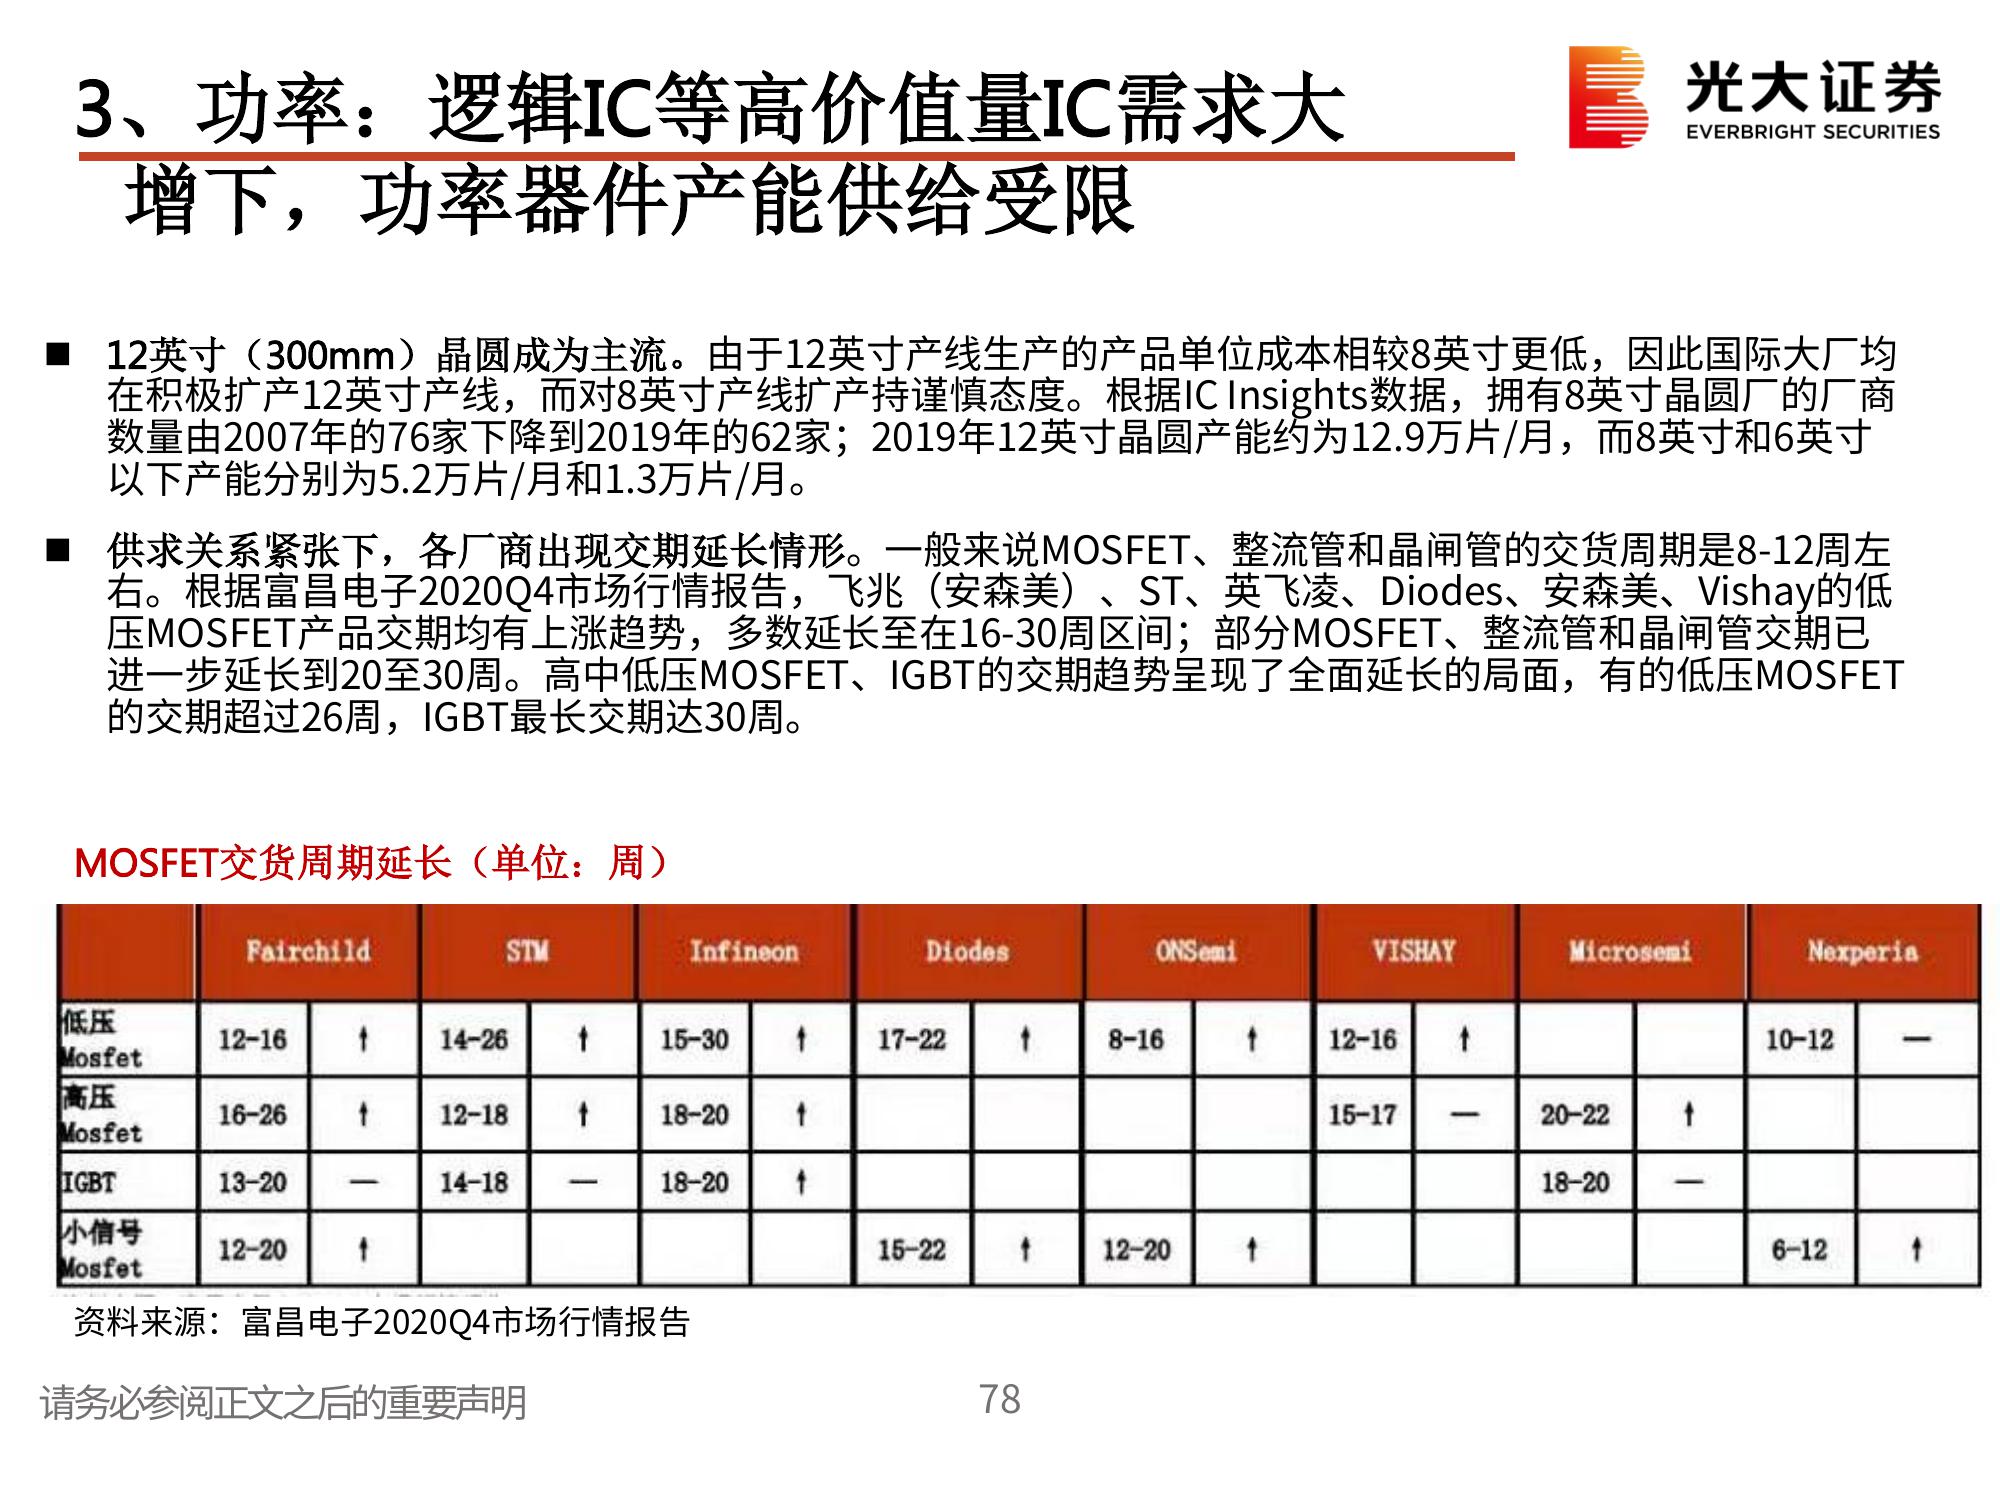 3、功率：逻辑IC等高价值量IC需求大
增下，功率器件产能供给受限
光大证券
EVERBRIGHT SECURITIES
■ 12英寸（300mm）晶圆成为主流。由于12英寸产线生产的产品单位成本相较8英寸更低，因此国际大厂均
在积极扩产12英寸产线，而对8英寸产线扩产持谨慎态度。根据IC Insights数据，拥有8英寸晶圆厂的厂商
数量由2007年的76家下降到2019年的62家；2019年12英寸晶圆产能约为12.9万片/月，而8英寸和6英寸
以下产能分别为5.2万片/月和1.3万片/月。
■ 供求关系紧张下，各厂商出现交期延长情形。一般来说MOSFET、整流管和晶闸管的交货周期是8-12周左
右。根据富昌电子2020Q4市场行情报告，飞兆（安森美）、ST、英飞凌、Diodes、安森美、Vishay的低
压MOSFET产品交期均有上涨趋势，多数延长至在16-30周区间；部分MOSFET、整流管和晶闸管交期已
进一步延长到20至30周。高中低压MOSFET、IGBT的交期趋势呈现了全面延长的局面，有的低压MOSFET
的交期超过26周，IGBT最长交期达30周。
MOSFET交货周期延长（单位：周）
Fairchild STM Infineon Diodes ONSemi VISHAY Microsemi Nexperia
低压
Mosfet 12-16 ↑ 14-26 ↑ 15-30 ↑ 17-22 ↑ 8-16 ↑ 12-16 ↑ 10-12 —
高压
Mosfet 16-26 ↑ 12-18 ↑ 18-20 ↑ 15-17 — 20-22 ↑
IGBT 13-20 — 14-18 — 18-20 ↑ 18-20 —
小信号
Mosfet 12-20 ↑ 15-22 ↑ 12-20 ↑ 6-12 ↑
资料来源：富昌电子2020Q4市场行情报告
请务必参阅正文之后的重要声明
78